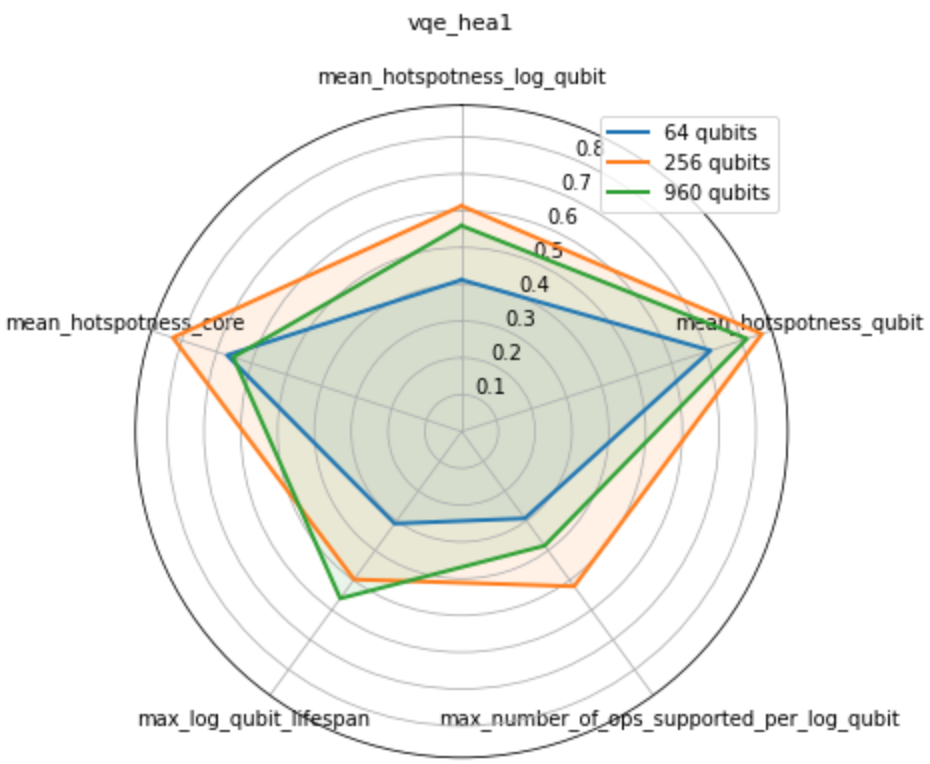 vqe_hea1
mean_hotspotness_log_qubit
64 qubits
256 qubits
960 qubits
0.8
0.7
0.6
0.5
0.4
0.3
0.2
0.1
mean_hotspotness_core
mean_hotspotness_qubit
max_log_qubit_lifespan
max_number_of_ops_supported_per_log_qubit